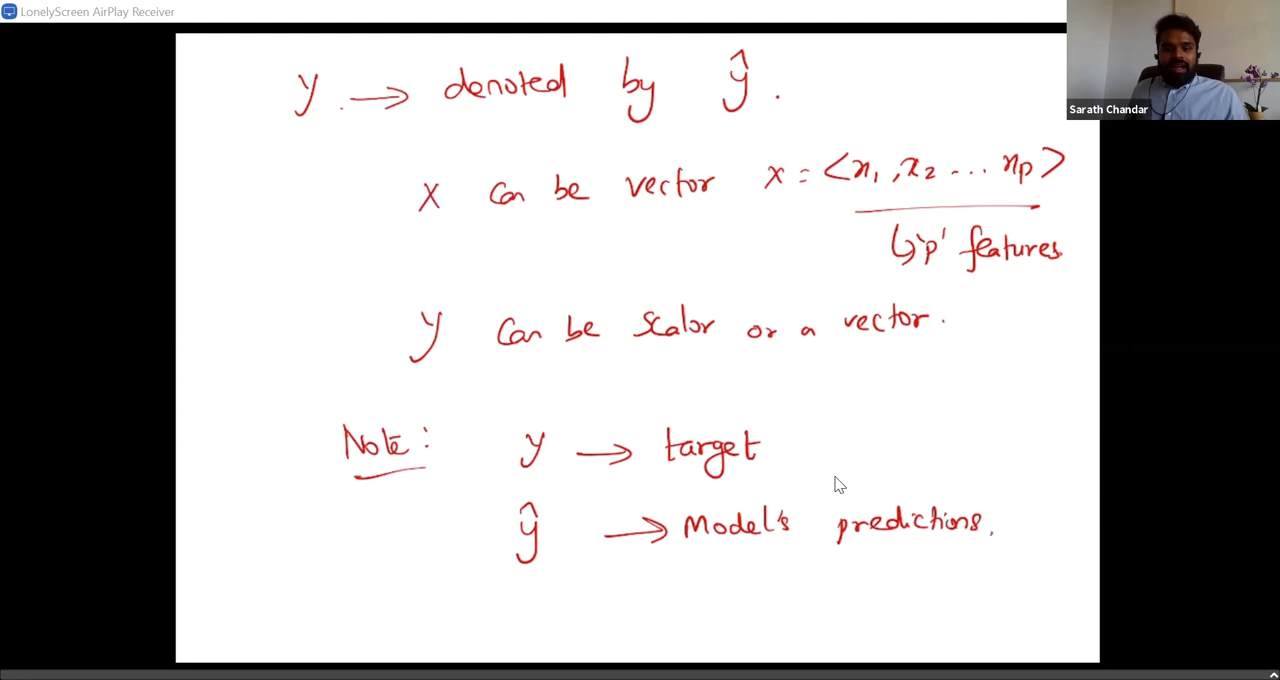 LonelyScreen AirPlay Receiver
Sarath Chandar
y → denoted by ŷ.
x can be vector x = <x₁, x₂ ... xₚ>
↳ 'p' features
y can be scalar or a vector.
Note: y → target
ŷ → Model's predictions.